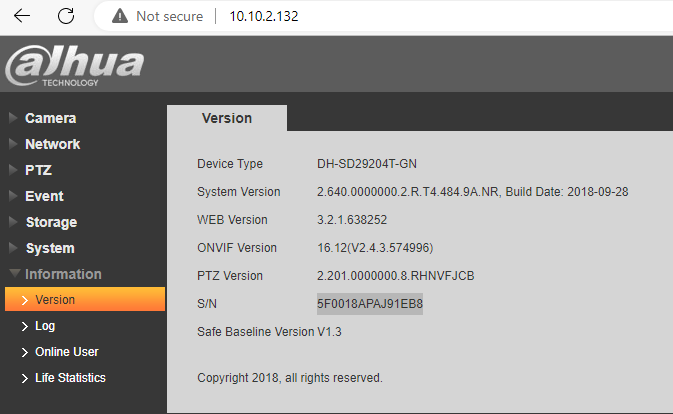 Not secure 10.10.2.132
alhua
TECHNOLOGY
Camera
Network
PTZ
Event
Storage
System
Information
Version
Log
Online User
Life Statistics
Version
Device Type DH-SD29204T-GN
System Version 2.640.0000000.2.R.T4.484.9A.NR, Build Date: 2018-09-28
WEB Version 3.2.1.638252
ONVIF Version 16.12(V2.4.3.574996)
PTZ Version 2.201.0000000.8.RHNVFJCB
S/N 5F0018APAJ91EB8
Safe Baseline Version V1.3
Copyright 2018, all rights reserved.